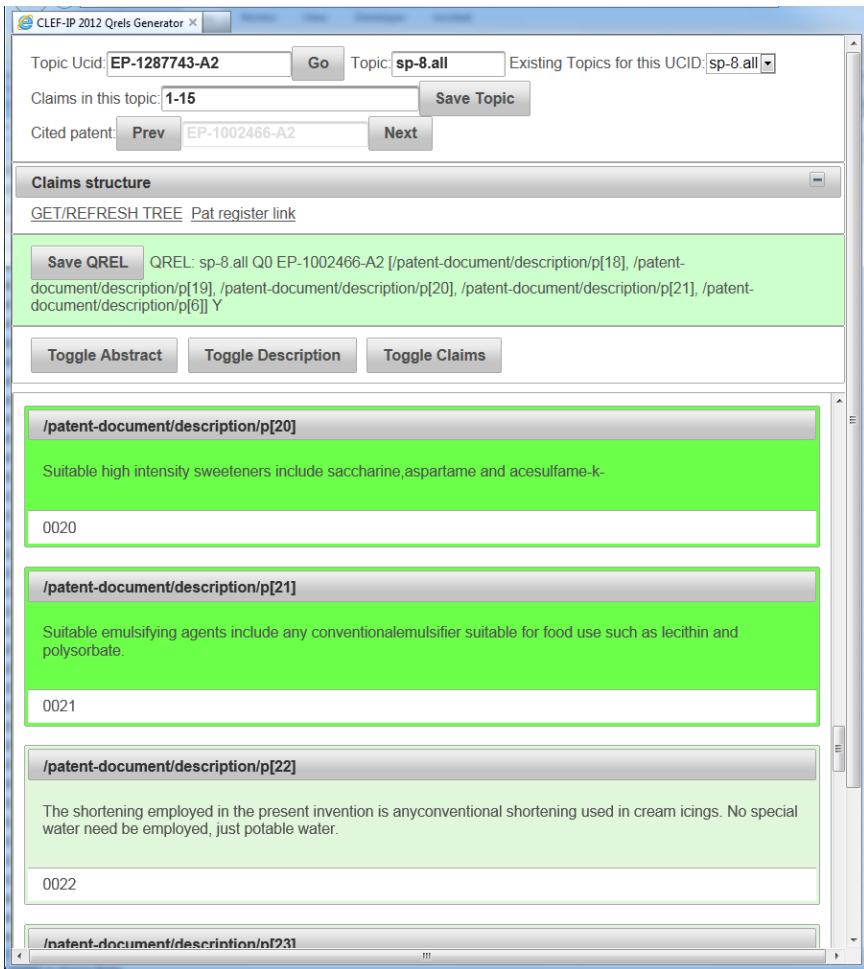 CLEF-IP 2012 Qrels Generator ×
Review View Developer Acrobat
Topic Ucid: EP-1287743-A2 Go Topic: sp-8.all Existing Topics for this UCID: sp-8.all
Claims in this topic: 1-15 Save Topic
Cited patent: Prev EP-1002466-A2 Next
Claims structure
GET/REFRESH TREE Pat register link
Save QREL QREL: sp-8.all Q0 EP-1002466-A2 [/patent-document/description/p[18], /patent-
document/description/p[19], /patent-document/description/p[20], /patent-document/description/p[21], /patent-
document/description/p[6]] Y
Toggle Abstract Toggle Description Toggle Claims
/patent-document/description/p[20]
Suitable high intensity sweeteners include saccharine,aspartame and acesulfame-k-
0020
/patent-document/description/p[21]
Suitable emulsifying agents include any conventionalemulsifier suitable for food use such as lecithin and
polysorbate.
0021
/patent-document/description/p[22]
The shortening employed in the present invention is anyconventional shortening used in cream icings. No special
water need be employed, just potable water.
0022
/patent-document/description/p[23]